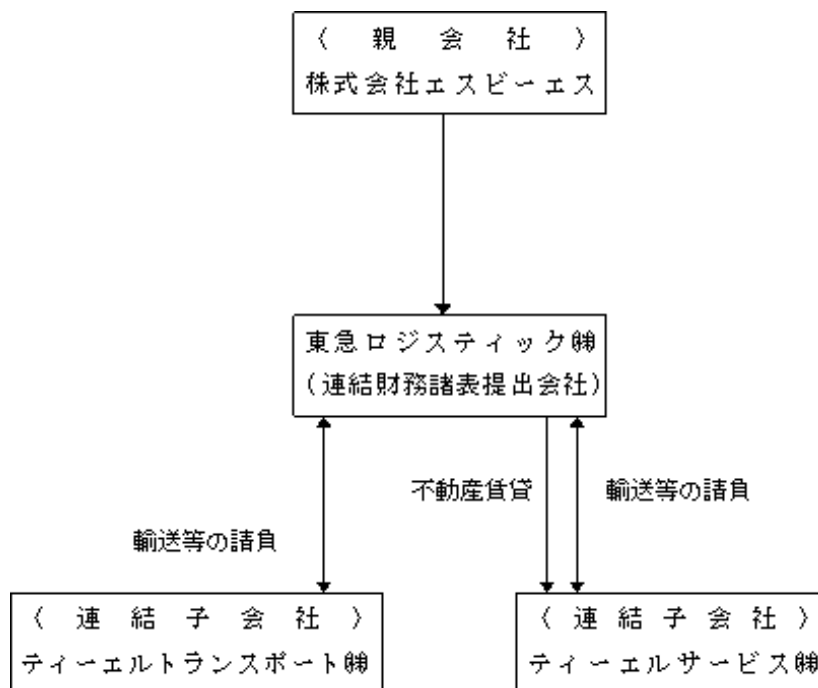 〈親会社〉
株式会社エスビーエス
東急ロジスティック㈱
（連結財務諸表提出会社）
不動産賃貸
輸送等の請負
輸送等の請負
〈連結子会社〉
ティーエルトランスポート㈱
〈連結子会社〉
ティーエルサービス㈱